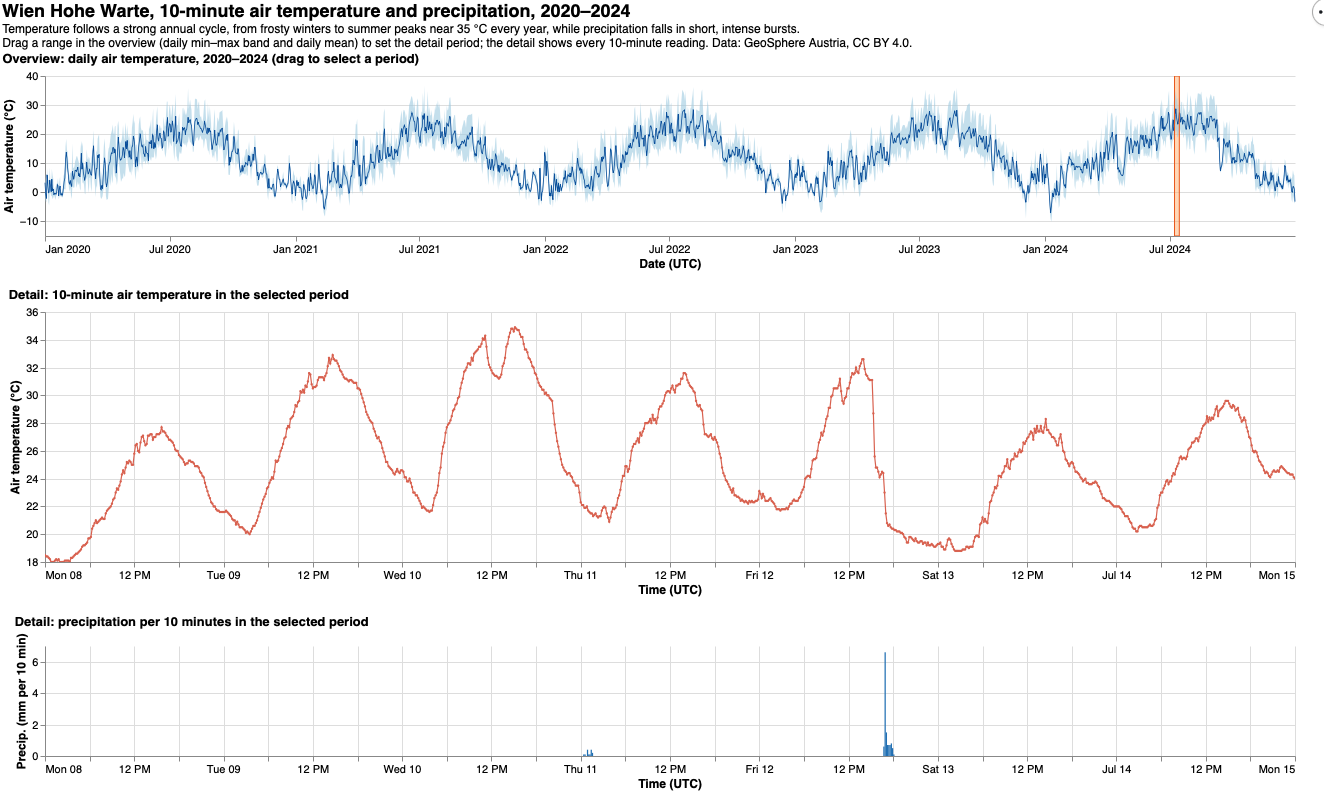 Wien Hohe Warte, 10-minute air temperature and precipitation, 2020–2024
Temperature follows a strong annual cycle, from frosty winters to summer peaks near 35 °C every year, while precipitation falls in short, intense bursts.
Drag a range in the overview (daily min–max band and daily mean) to set the detail period; the detail shows every 10-minute reading. Data: GeoSphere Austria, CC BY 4.0.
Overview: daily air temperature, 2020–2024 (drag to select a period)
Air temperature (°C)
40
30
20
10
0
−10
Jan 2020 Jul 2020 Jan 2021 Jul 2021 Jan 2022 Jul 2022 Jan 2023 Jul 2023 Jan 2024 Jul 2024
Date (UTC)
Detail: 10-minute air temperature in the selected period
Air temperature (°C)
36
34
32
30
28
26
24
22
20
18
Mon 08 12 PM Tue 09 12 PM Wed 10 12 PM Thu 11 12 PM Fri 12 12 PM Sat 13 12 PM Jul 14 12 PM Mon 15
Time (UTC)
Detail: precipitation per 10 minutes in the selected period
Precip. (mm per 10 min)
6
4
2
0
Mon 08 12 PM Tue 09 12 PM Wed 10 12 PM Thu 11 12 PM Fri 12 12 PM Sat 13 12 PM Jul 14 12 PM Mon 15
Time (UTC)